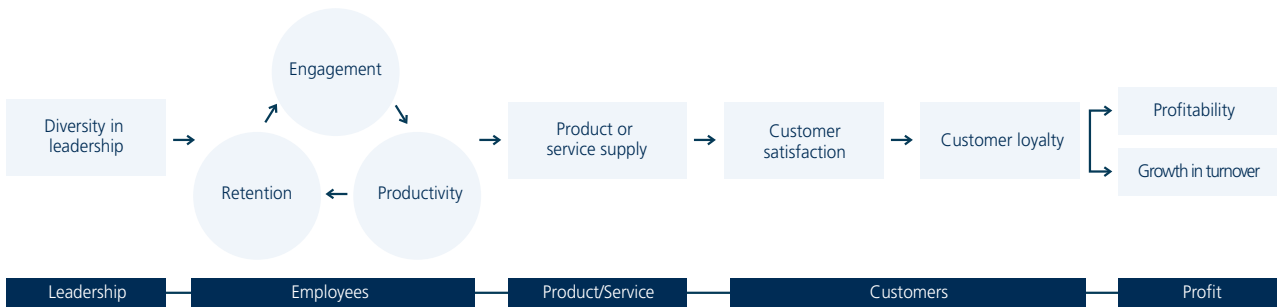 Engagement
Diversity in
leadership
Retention
Productivity
Product or
service supply
Customer
satisfaction
Customer loyalty
Profitability
Growth in turnover
Leadership
Employees
Product/Service
Customers
Profit